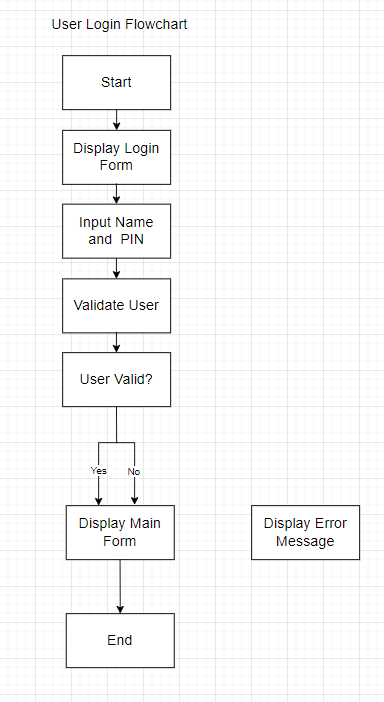 User Login Flowchart
Start
Display Login
Form
Input Name
and  PIN
Validate User
User Valid?
Yes
No
Display Main
Form
Display Error
Message
End